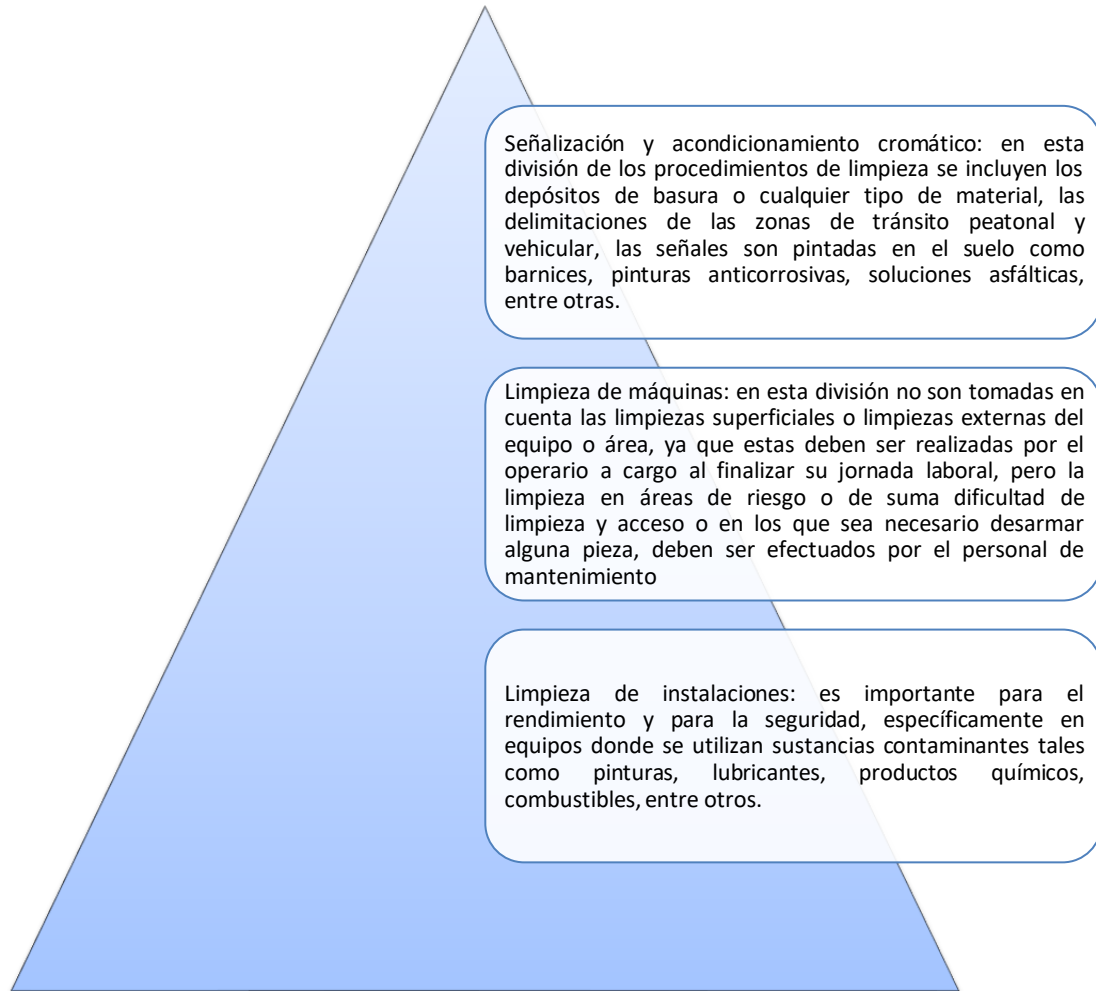 Señalización y acondicionamiento cromático: en esta
división de los procedimientos de limpieza se incluyen los
depósitos de basura o cualquier tipo de material, las
delimitaciones de las zonas de tránsito peatonal y
vehicular, las señales son pintadas en el suelo como
barnices, pinturas anticorrosivas, soluciones asfálticas,
entre otras.
Limpieza de máquinas: en esta división no son tomadas en
cuenta las limpiezas superficiales o limpiezas externas del
equipo o área, ya que estas deben ser realizadas por el
operario a cargo al finalizar su jornada laboral, pero la
limpieza en áreas de riesgo o de suma dificultad de
limpieza y acceso o en los que sea necesario desarmar
alguna pieza, deben ser efectuados por el personal de
mantenimiento
Limpieza de instalaciones: es importante para el
rendimiento y para la seguridad, específicamente en
equipos donde se utilizan sustancias contaminantes tales
como pinturas, lubricantes, productos químicos,
combustibles, entre otros.